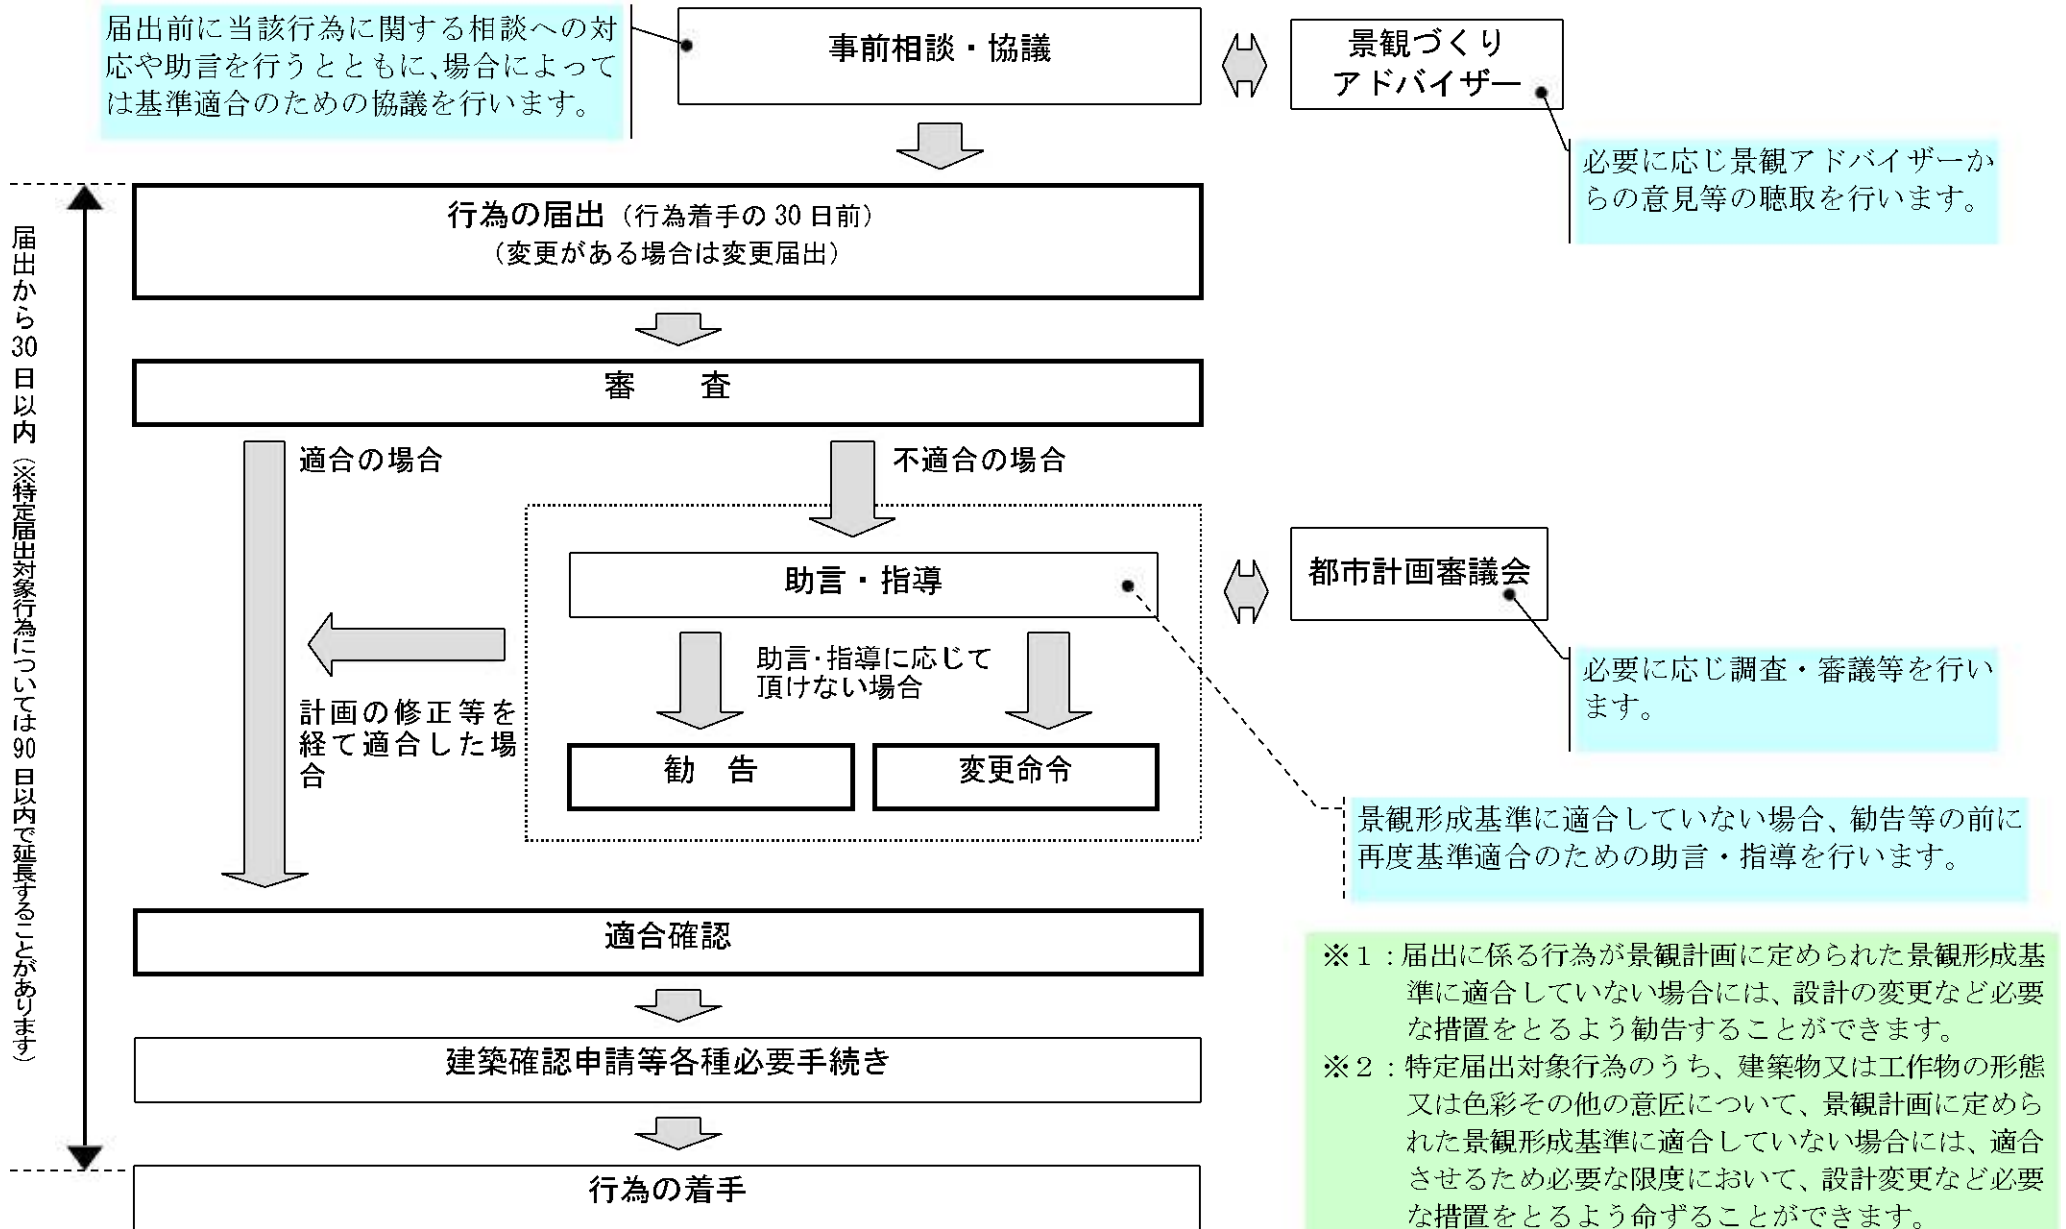 届出前に当該行為に関する相談への対
応や助言を行うとともに、場合によって
は基準適合のための協議を行います。
事前相談・協議
景観づくり
アドバイザー
必要に応じ景観アドバイザーか
らの意見等の聴取を行います。
届出から30日以内（※特定届出対象行為については90日以内で延長することがあります）
行為の届出（行為着手の30日前）
（変更がある場合は変更届出）
審　　査
適合の場合
不適合の場合
助言・指導
都市計画審議会
必要に応じ調査・審議等を行い
ます。
助言・指導に応じて
頂けない場合
計画の修正等を
経て適合した場
合
勧　告
変更命令
景観形成基準に適合していない場合、勧告等の前に
再度基準適合のための助言・指導を行います。
適合確認
建築確認申請等各種必要手続き
行為の着手
※１：届出に係る行為が景観計画に定められた景観形成基
準に適合していない場合には、設計の変更など必要
な措置をとるよう勧告することができます。
※２：特定届出対象行為のうち、建築物又は工作物の形態
又は色彩その他の意匠について、景観計画に定めら
れた景観形成基準に適合していない場合には、適合
させるため必要な限度において、設計変更など必要
な措置をとるよう命ずることができます。